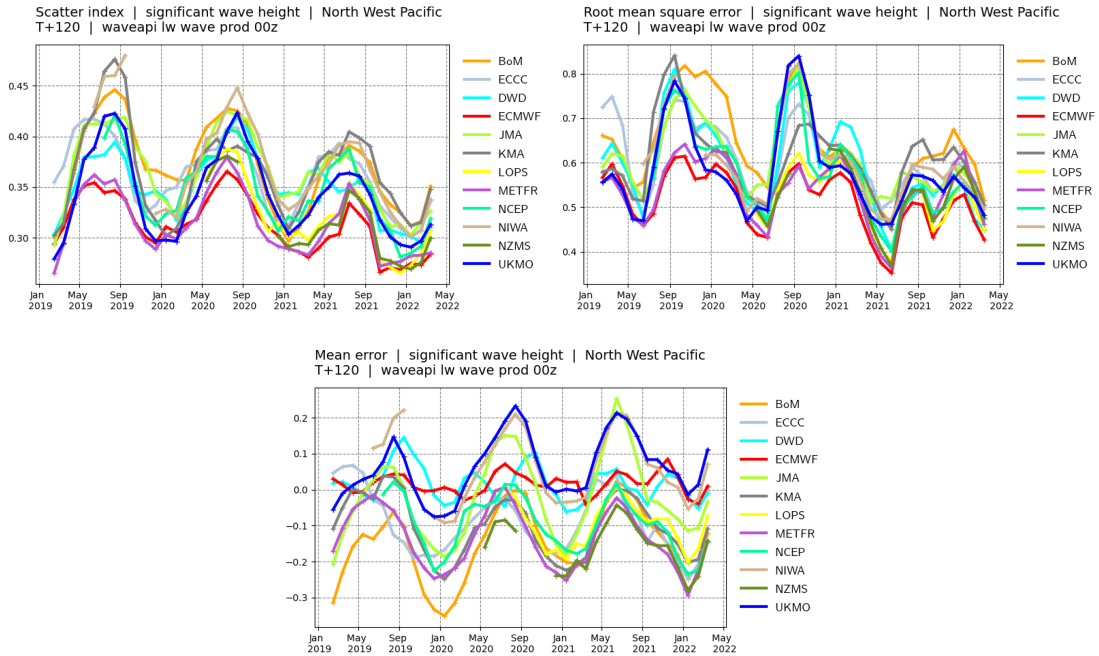 Scatter index | significant wave height | North West Pacific
T+120 | waveapi lw wave prod 00z
0.45
0.40
0.35
0.30
Jan 2019
May 2019
Sep 2019
Jan 2020
May 2020
Sep 2020
Jan 2021
May 2021
Sep 2021
Jan 2022
May 2022
BoM
ECCC
DWD
ECMWF
JMA
KMA
LOPS
METFR
NCEP
NIWA
NZMS
UKMO
Root mean square error | significant wave height | North West Pacific
T+120 | waveapi lw wave prod 00z
0.8
0.7
0.6
0.5
0.4
Jan 2019
May 2019
Sep 2019
Jan 2020
May 2020
Sep 2020
Jan 2021
May 2021
Sep 2021
Jan 2022
May 2022
BoM
ECCC
DWD
ECMWF
JMA
KMA
LOPS
METFR
NCEP
NIWA
NZMS
UKMO
Mean error | significant wave height | North West Pacific
T+120 | waveapi lw wave prod 00z
0.2
0.1
0.0
−0.1
−0.2
−0.3
Jan 2019
May 2019
Sep 2019
Jan 2020
May 2020
Sep 2020
Jan 2021
May 2021
Sep 2021
Jan 2022
May 2022
BoM
ECCC
DWD
ECMWF
JMA
KMA
LOPS
METFR
NCEP
NIWA
NZMS
UKMO